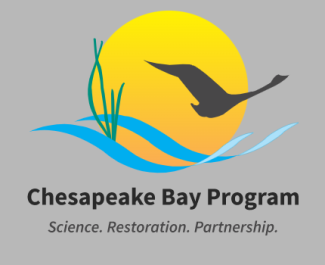 Chesapeake Bay Program
Science. Restoration. Partnership.